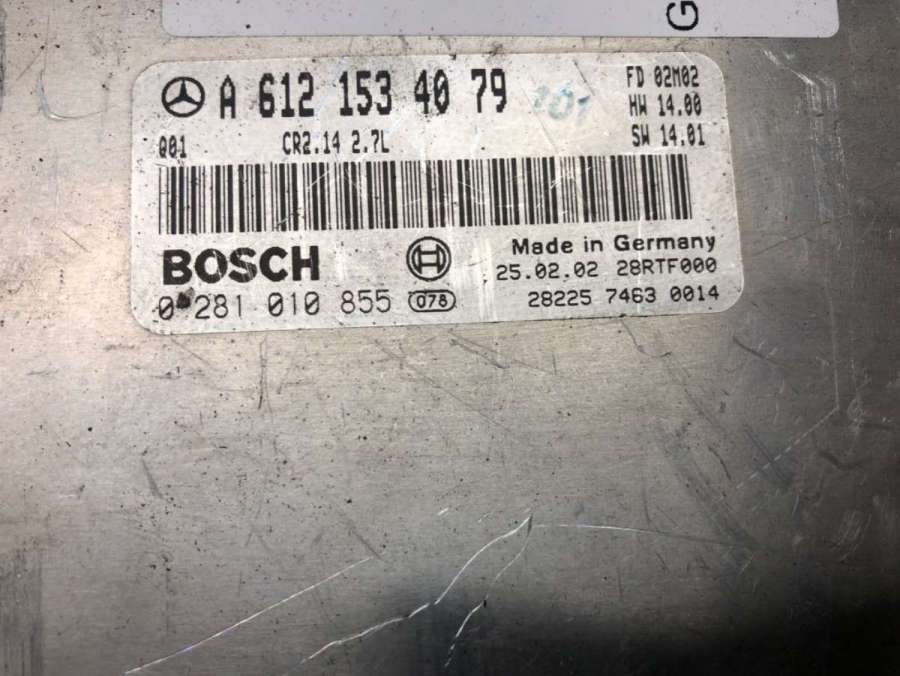 G
A 612 153 40 79
FD 02M02
HW 14.00
SW 14.01
Q01 CR2.14 2.7L
BOSCH
Made in Germany
25.02.02 28RTF000
0 281 010 855 078
28225 7463 0014